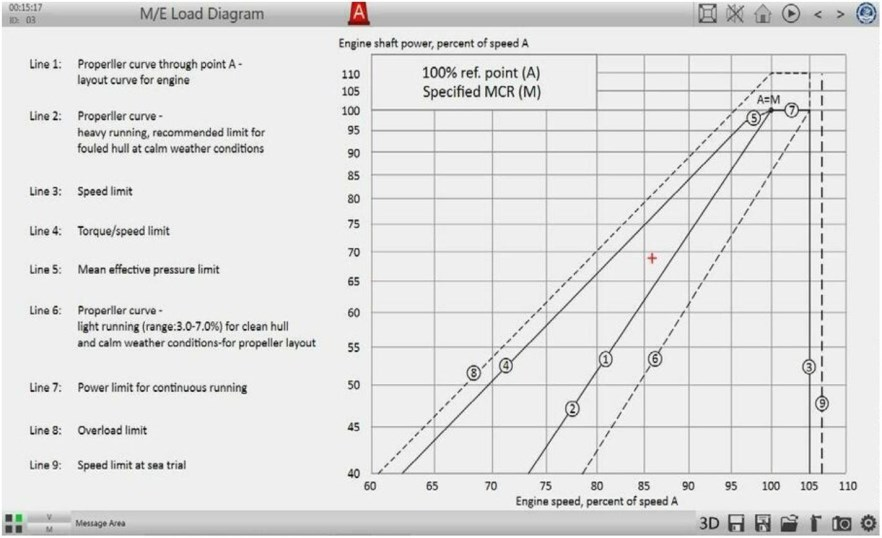 00:15:17
ID: 03
M/E Load Diagram
A
< >
Line 1: Properller curve through point A -
layout curve for engine
Line 2: Properller curve -
heavy running, recommended limit for
fouled hull at calm weather conditions
Line 3: Speed limit
Line 4: Torque/speed limit
Line 5: Mean effective pressure limit
Line 6: Properller curve -
light running (range:3.0-7.0%) for clean hull
and calm weather conditions-for propeller layout
Line 7: Power limit for continuous running
Line 8: Overload limit
Line 9: Speed limit at sea trial
Engine shaft power, percent of speed A
100% ref. point (A)
Specified MCR (M)
110
105
100
95
90
85
80
75
70
65
60
55
50
45
40
A=M
5
7
8
4
1
6
3
2
9
60 65 70 75 80 85 90 95 100 105 110
Engine speed, percent of speed A
V
M
Message Area
3D